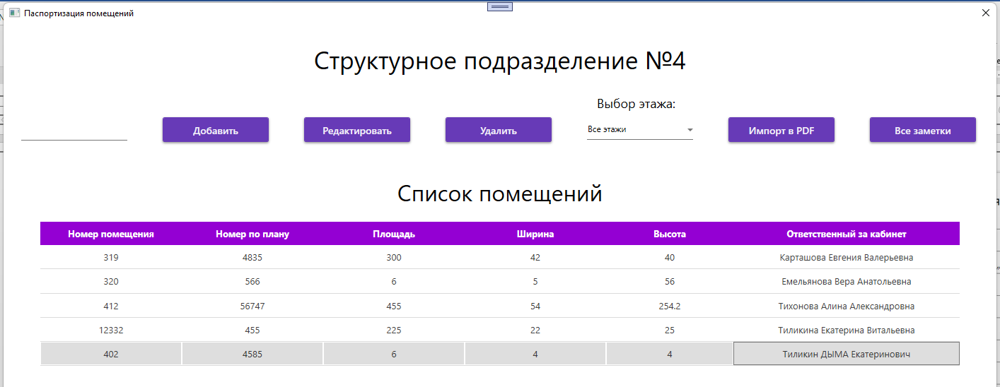 Паспортизация помещений
Структурное подразделение №4
Выбор этажа:
Добавить Редактировать Удалить Все этажи Импорт в PDF Все заметки
Список помещений
Номер помещения Номер по плану Площадь Ширина Высота Ответственный за кабинет
319 4835 300 42 40 Карташова Евгения Валерьевна
320 566 6 5 56 Емельянова Вера Анатольевна
412 56747 455 54 254.2 Тихонова Алина Александровна
12332 455 225 22 25 Тиликина Екатерина Витальевна
402 4585 6 4 4 Тиликин ДЫМА Екатеринович